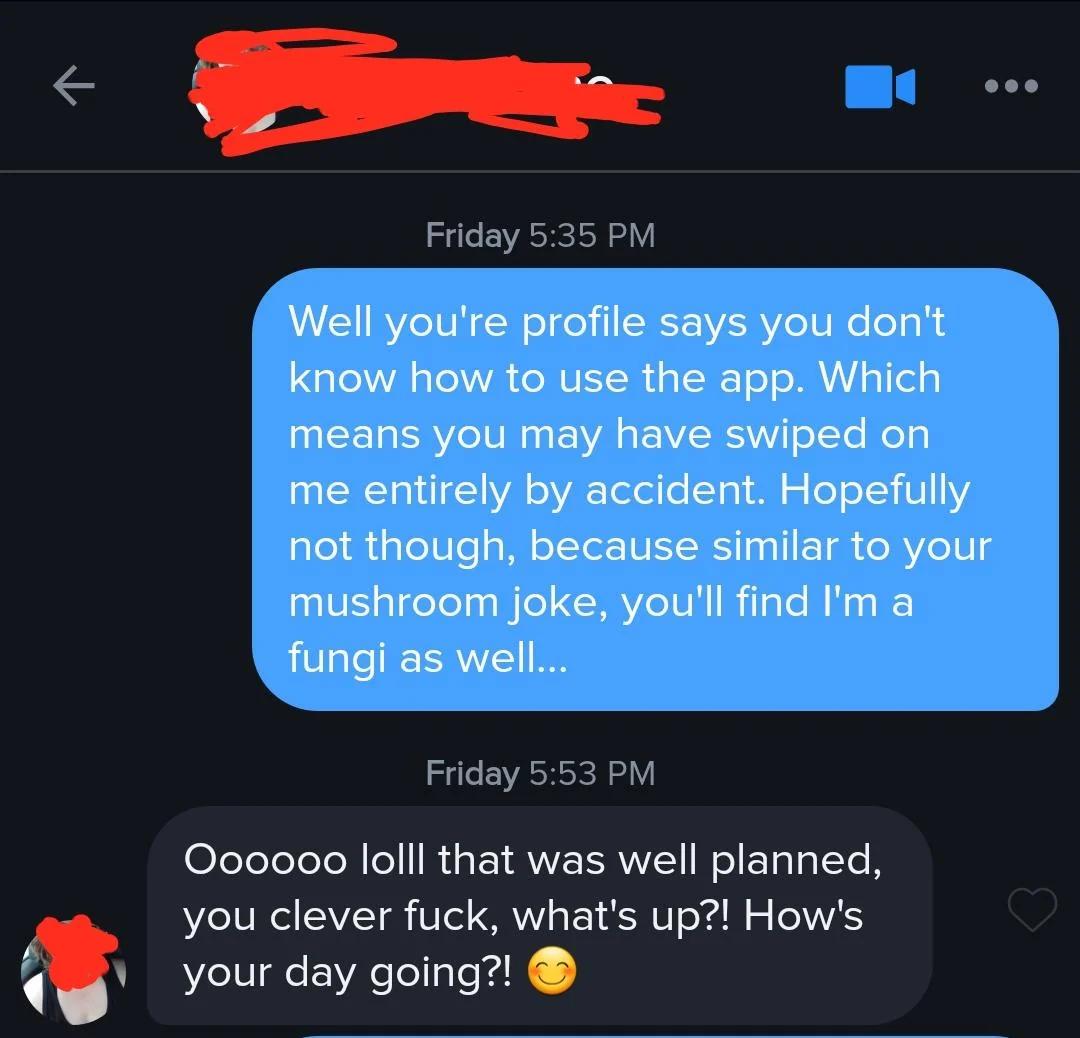 Friday 5:35 PM
Well you're profile says you don't
know how to use the app. Which
means you may have swiped on
me entirely by accident. Hopefully
not though, because similar to your
mushroom joke, you'll find I'm a
fungi as well...
Friday 5:53 PM
Oooooo lolll that was well planned,
you clever fuck, what's up?! How's
your day going?! 😊